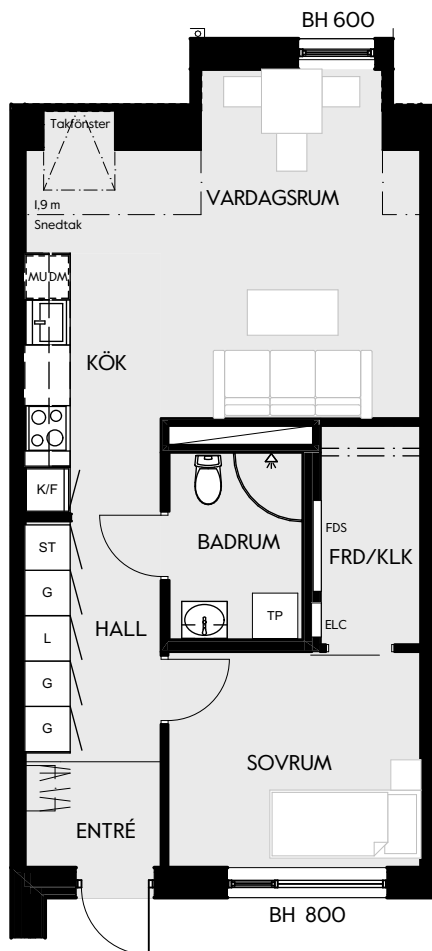 BH 600
Takfönster
VARDAGSRUM
1,9 m
Snedtak
MU DM
KÖK
K/F
ST
BADRUM
FDS
FRD/KLK
G
TP
L
HALL
ELC
G
G
SOVRUM
ENTRÉ
BH 800